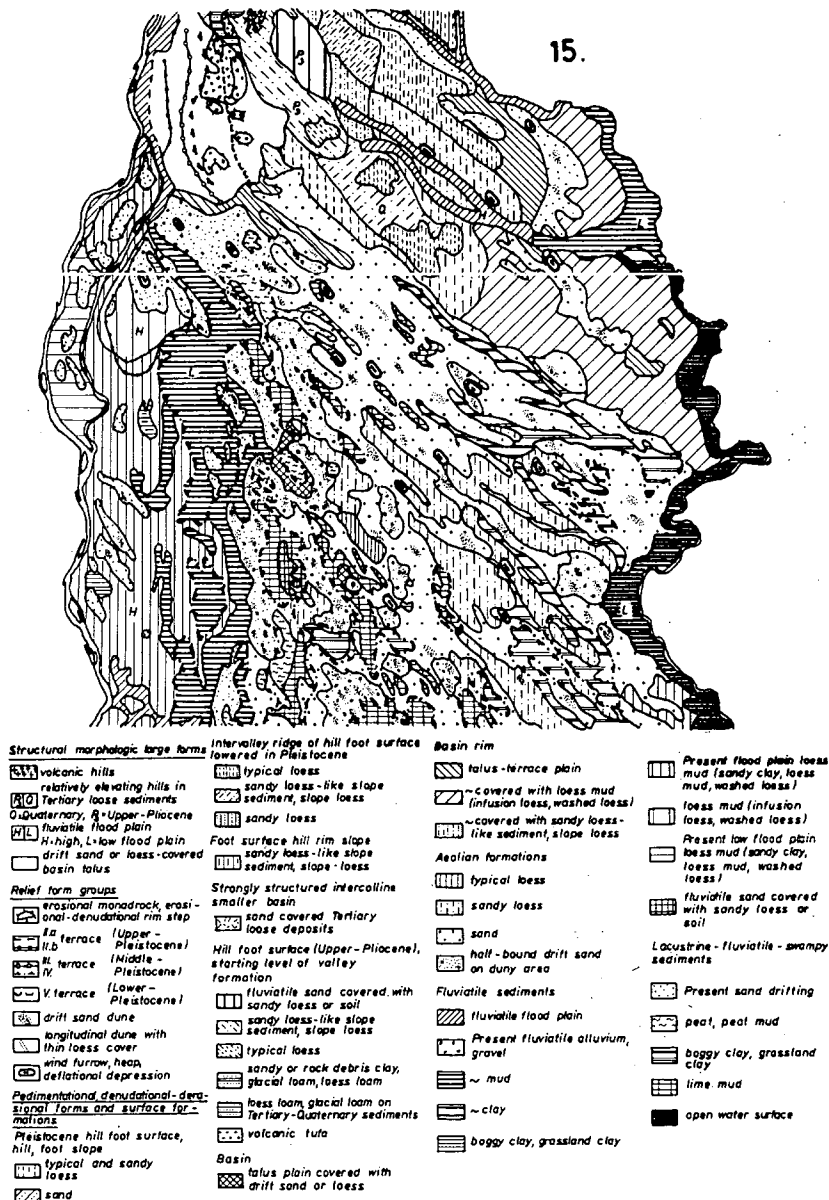 15.
P₃
P₃
Q
L
H
H
L
H
L
Structural morphologic large forms
volcanic hills
relatively elevating hills in
Tertiary loose sediments
Q=Quaternary, P₃=Upper-Pliocene
H L fluviatile flood plain
H=high, L=low flood plain
drift sand or loess-covered
basin talus
Relief form groups
erosional monadrock, erosi-
onal-denudational rim step
II.a
II.b terrace (Upper-
Pleistocene)
III.
IV. terrace (Middle-
Pleistocene)
V. terrace (Lower-
Pleistocene)
drift sand dune
longitudinal dune with
thin loess cover
wind furrow, heap,
deflational depression
Pedimentational, denudational-dera-
sional forms and surface for-
mations
Pleistocene hill foot surface,
hill, foot slope
typical and sandy
loess
sand
Intervalley ridge of hill foot surface
lowered in Pleistocene
typical loess
sandy loess-like slope
sediment, slope loess
sandy loess
Foot surface hill rim slope
sandy loess-like slope
sediment, slope loess
Strongly structured intercolline
smaller basin
sand covered Tertiary
loose deposits
Hill foot surface (Upper-Pliocene),
starting level of valley
formation
fluviatile sand covered with
sandy loess or soil
sandy loess-like slope
sediment, slope loess
typical loess
sandy or rock debris clay,
glacial loam, loess loam
loess loam, glacial loam on
Tertiary-Quaternary sediments
volcanic tufa
Basin
talus plain covered with
drift sand or loess
Basin rim
talus-terrace plain
~covered with loess mud
(infusion loess, washed loess)
~covered with sandy loess-
like sediment, slope loess
Aeolian formations
typical loess
sandy loess
sand
half-bound drift sand
on duny area
Fluviatile sediments
fluviatile flood plain
Present fluviatile alluvium,
gravel
~ mud
~ clay
boggy clay, grassland clay
Present flood plain loess
mud (sandy clay, loess
mud, washed loess)
loess mud (infusion
loess, washed loess)
Present low flood plain
loess mud (sandy clay,
loess mud, washed
loess)
fluviatile sand covered
with sandy loess or
soil
Lacustrine-fluviatile-swampy
sediments
Present sand drifting
peat, peat mud
boggy clay, grassland
clay
lime mud
open water surface